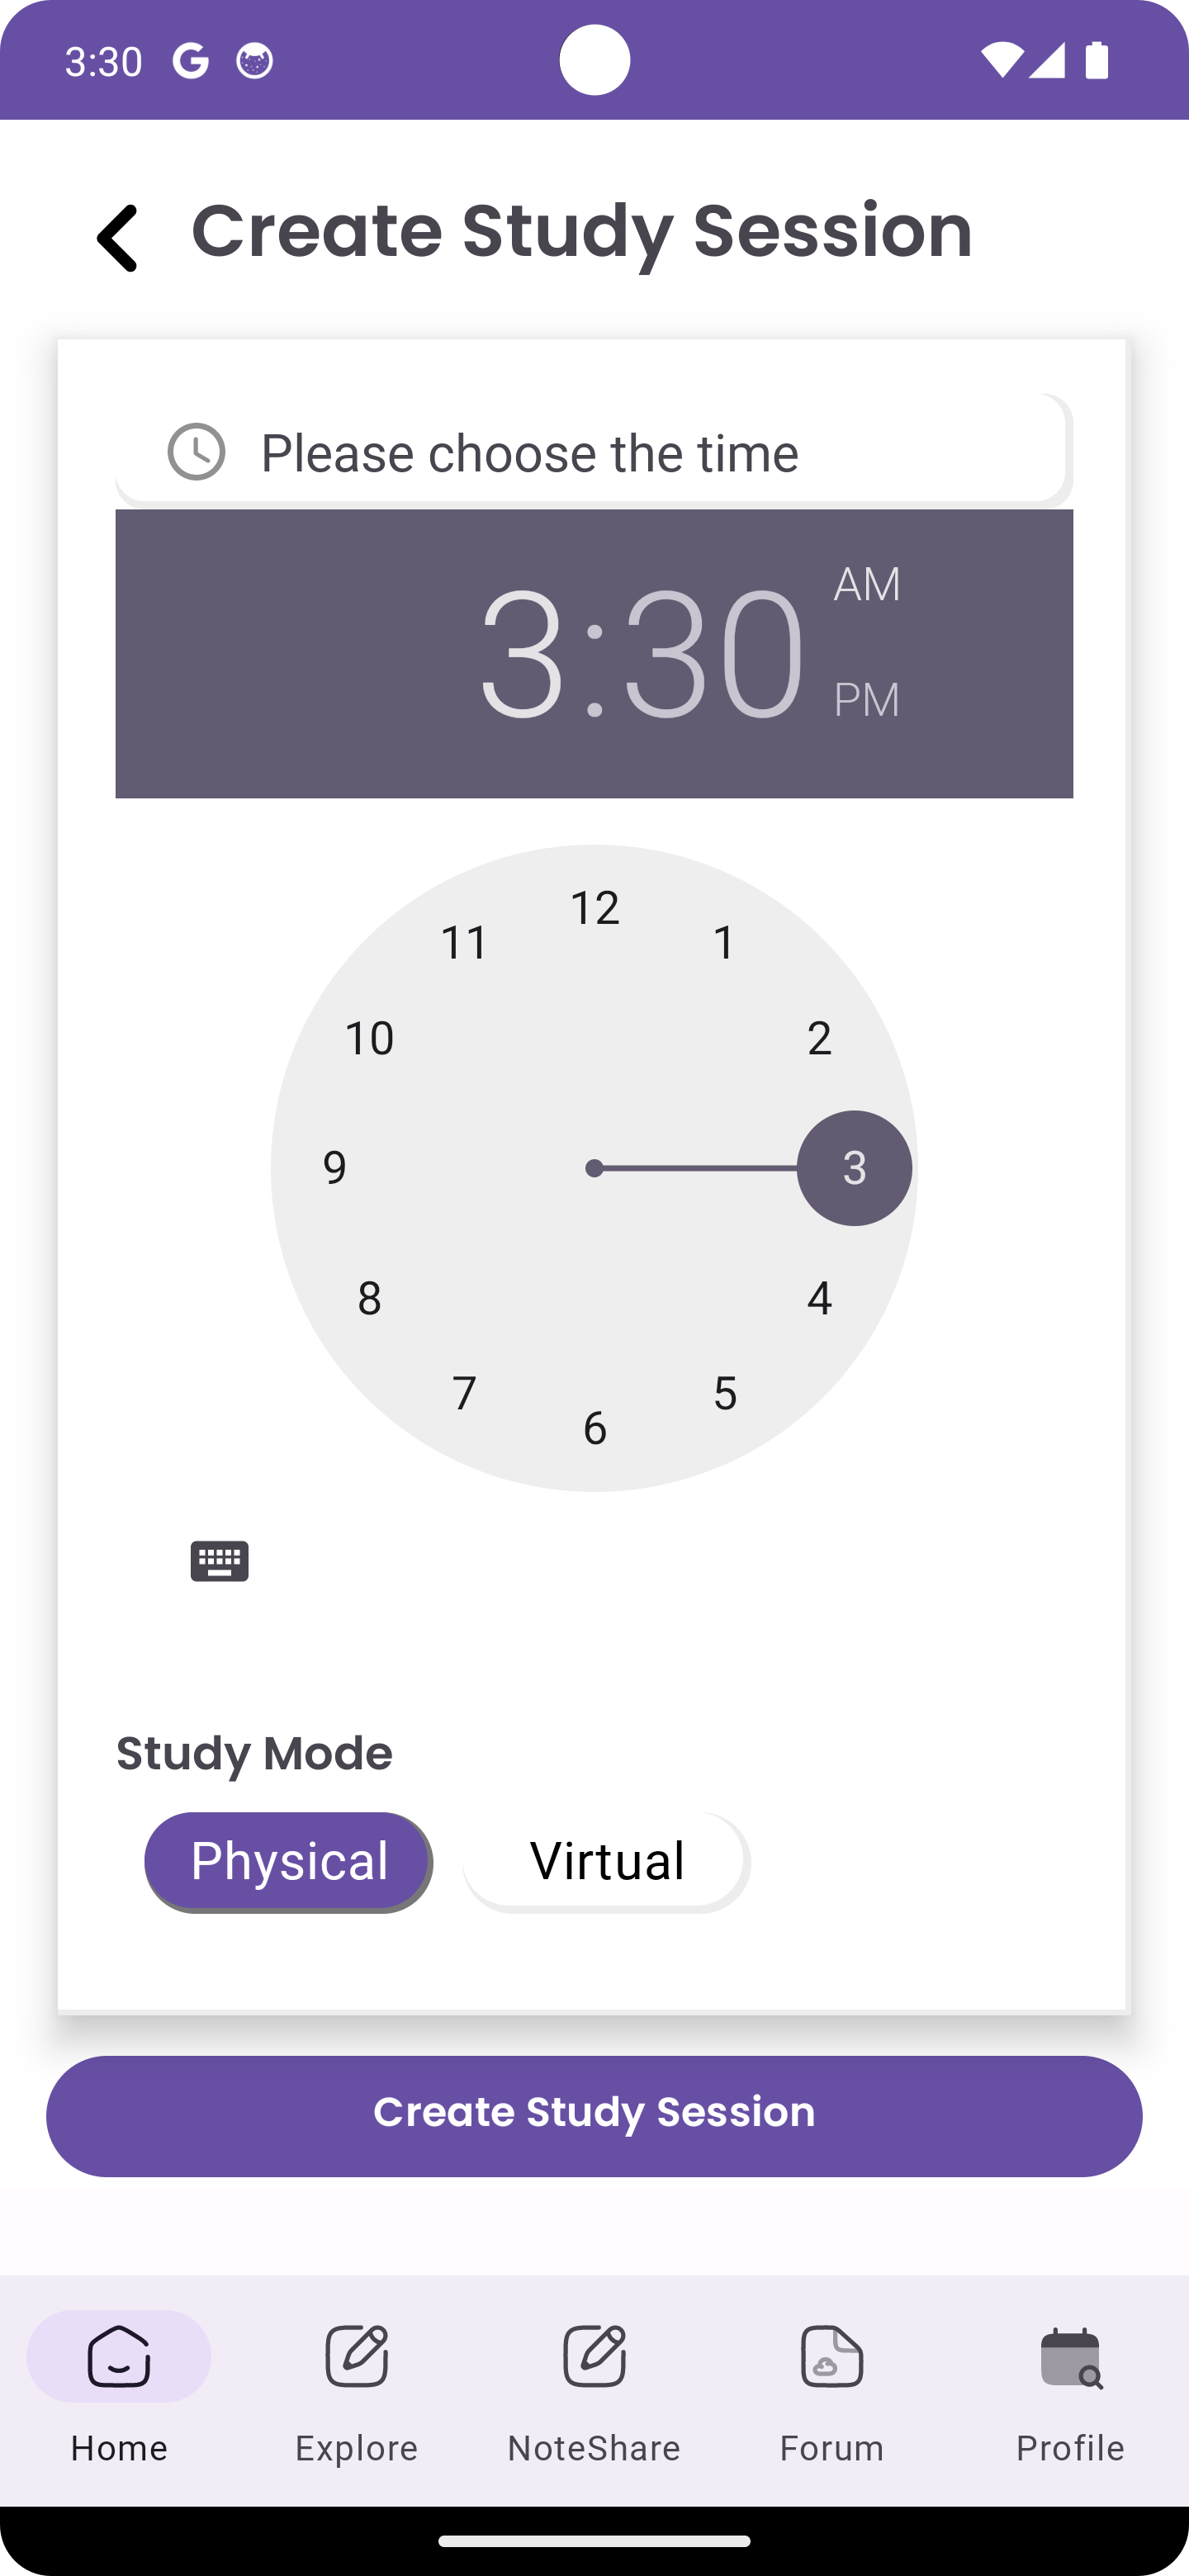 3:30
Create Study Session
Please choose the time
3:30
AM
PM
12
11
1
10
2
9
3
8
4
7
5
6
Study Mode
Physical
Virtual
Create Study Session
Home
Explore
NoteShare
Forum
Profile